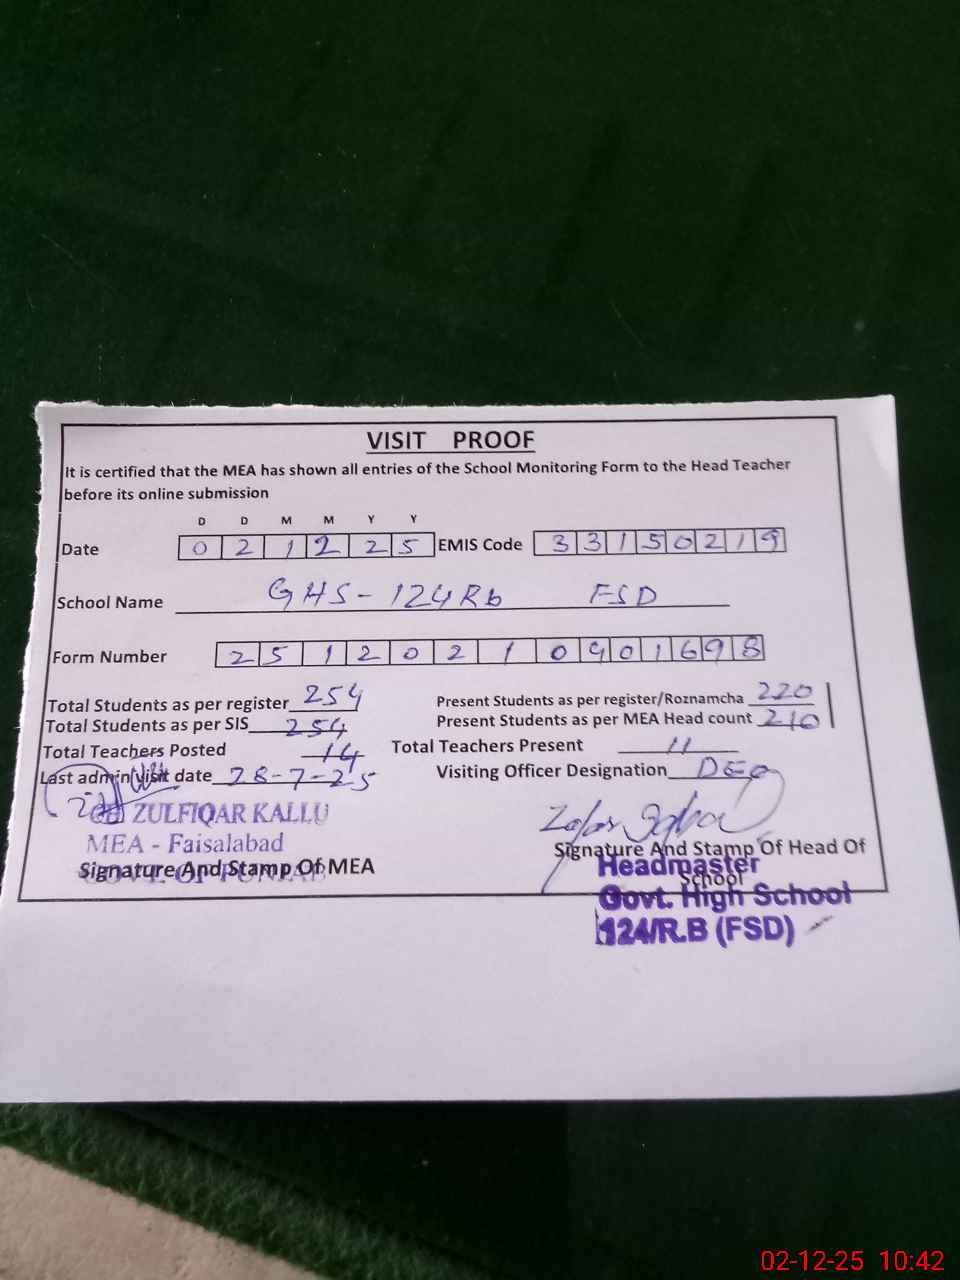 VISIT PROOF
It is certified that the MEA has shown all entries of the School Monitoring Form to the Head Teacher
before its online submission
D D M M Y Y
Date 0 2 1 2 2 5 EMIS Code 3 3 1 5 0 2 1 9
School Name GHS - 124 Rb FSD
Form Number 2 5 1 2 0 2 1 0 9 0 1 6 9 8
Total Students as per register 254 Present Students as per register/Roznamcha 220
Total Students as per SIS 254 Present Students as per MEA Head count 210
Total Teachers Posted 14 Total Teachers Present 11
Last admin visit date 28-7-25 Visiting Officer Designation DEO
ZULFIQAR KALLU Zafar Iqbal
MEA - Faisalabad
Signature And Stamp Of MEA Signature And Stamp Of Head Of
School
GOVT. OF PUNJAB
Headmaster
Govt. High School
124/R.B (FSD)
02-12-25 10:42